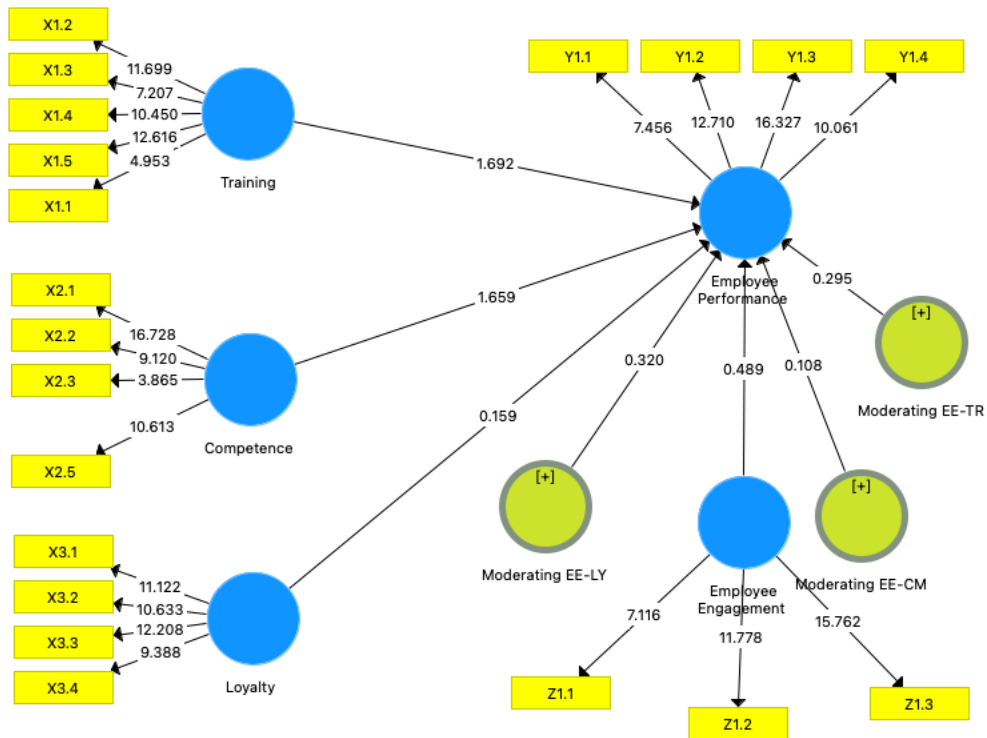 X1.2
X1.3
X1.4
X1.5
X1.1
11.699
7.207
10.450
12.616
4.953
Training
1.692
Y1.1
Y1.2
Y1.3
Y1.4
7.456
12.710
16.327
10.061
Employee
Performance
X2.1
X2.2
X2.3
X2.5
16.728
9.120
3.865
10.613
Competence
1.659
0.159
0.320
0.489
0.108
0.295
[+]
Moderating EE-TR
[+]
Moderating EE-LY
[+]
Moderating EE-CM
Employee
Engagement
X3.1
X3.2
X3.3
X3.4
11.122
10.633
12.208
9.388
Loyalty
7.116
11.778
15.762
Z1.1
Z1.2
Z1.3